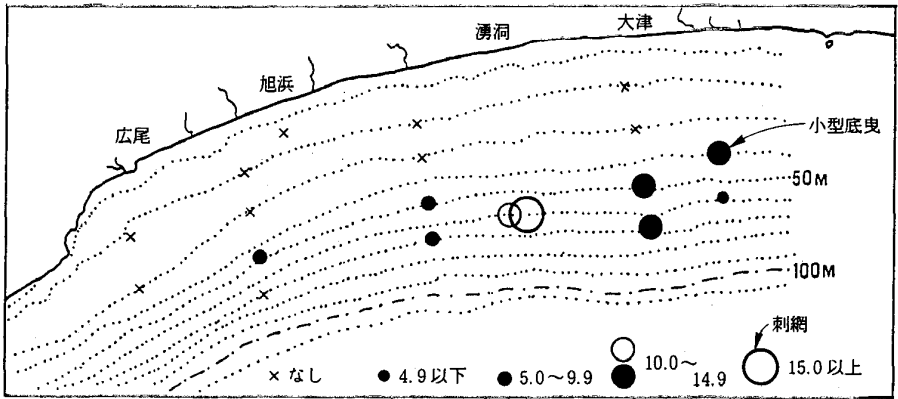 大津
湧洞
旭浜
広尾
小型底曳
50M
100M
刺網
× なし
4.9以下
5.0〜9.9
10.0〜
14.9
15.0以上